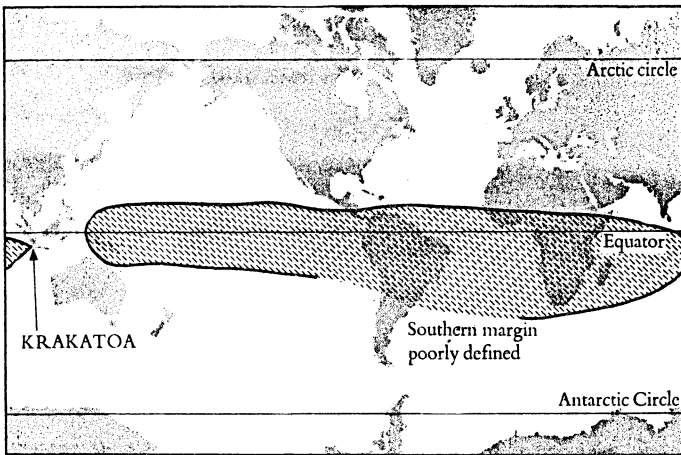 Arctic circle
Equator
KRAKATOA
Southern margin
poorly defined
Antarctic Circle